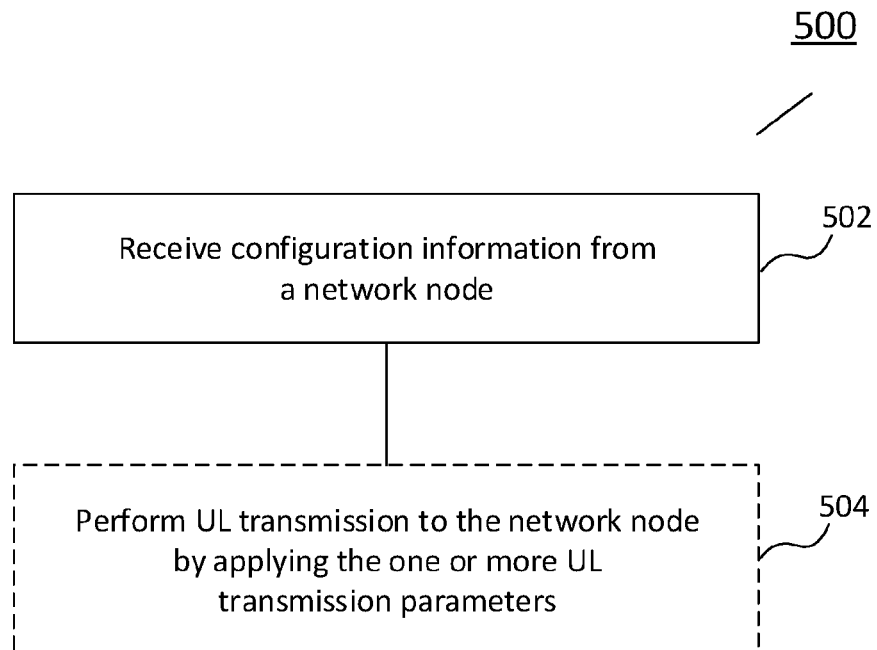 500
Receive configuration information from
a network node
502
Perform UL transmission to the network node
by applying the one or more UL
transmission parameters
504